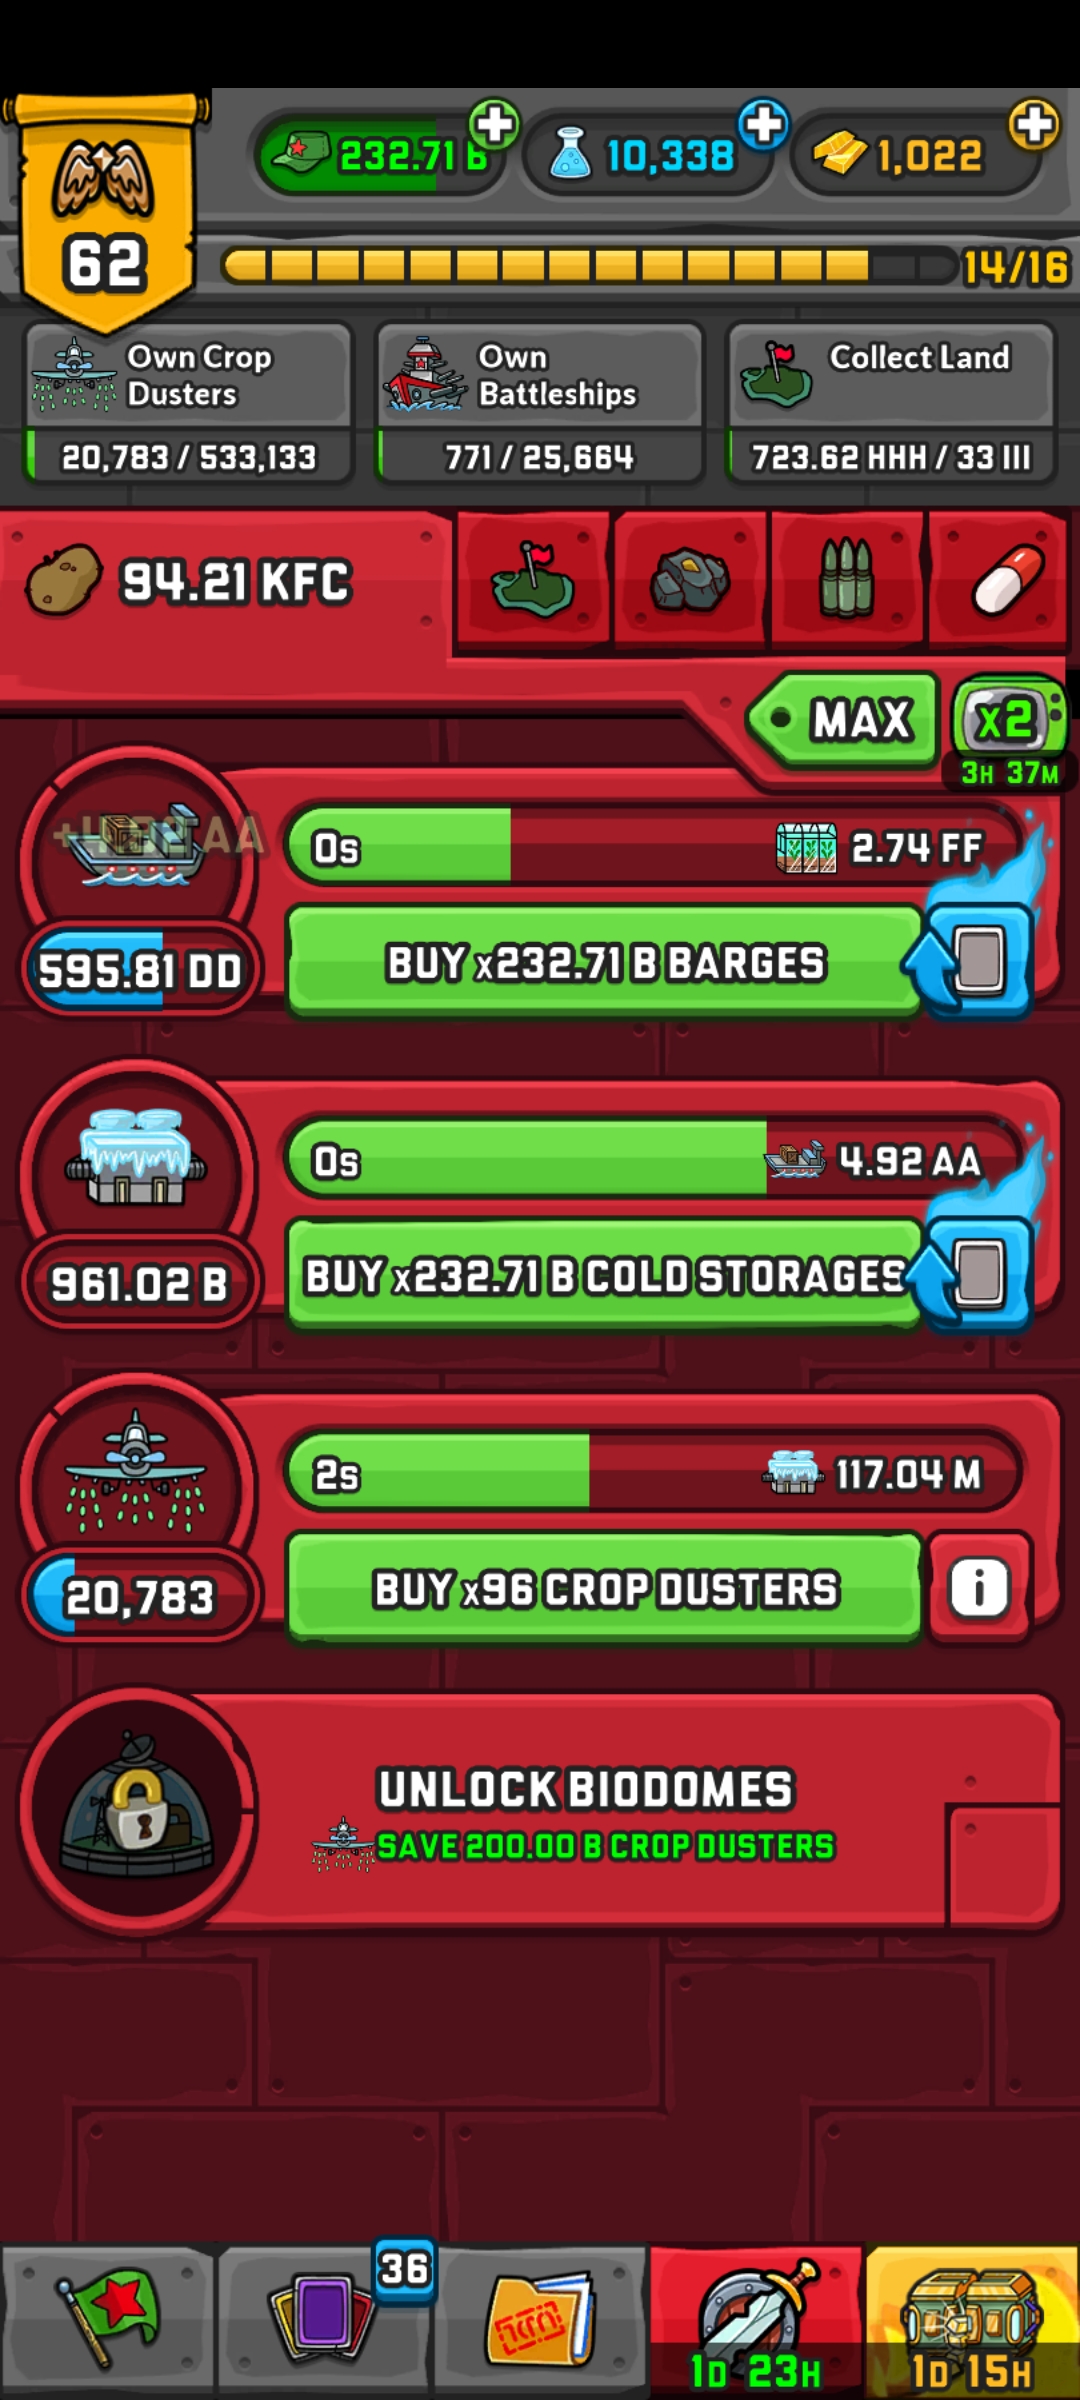 62
232.71 B
10,338
1,022
14/16
Own Crop
Dusters
20,783 / 533,133
Own
Battleships
771 / 25,664
Collect Land
723.62 HHH / 33 III
94.21 KFC
MAX
x2
3H 37M
0s
2.74 FF
595.81 DD
BUY x232.71 B BARGES
0s
4.92 AA
961.02 B
BUY x232.71 B COLD STORAGES
2s
117.04 M
20,783
BUY x96 CROP DUSTERS
i
UNLOCK BIODOMES
SAVE 200.00 B CROP DUSTERS
36
1D 23H
1D 15H